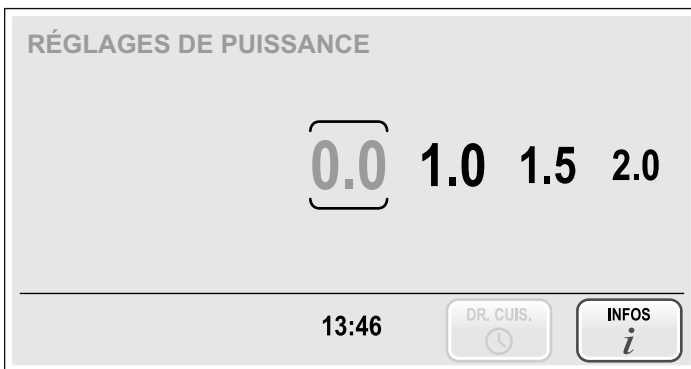 RÉGLAGES DE PUISSANCE
0.0 1.0 1.5 2.0
13:46
DR. CUIS.
INFOS
i